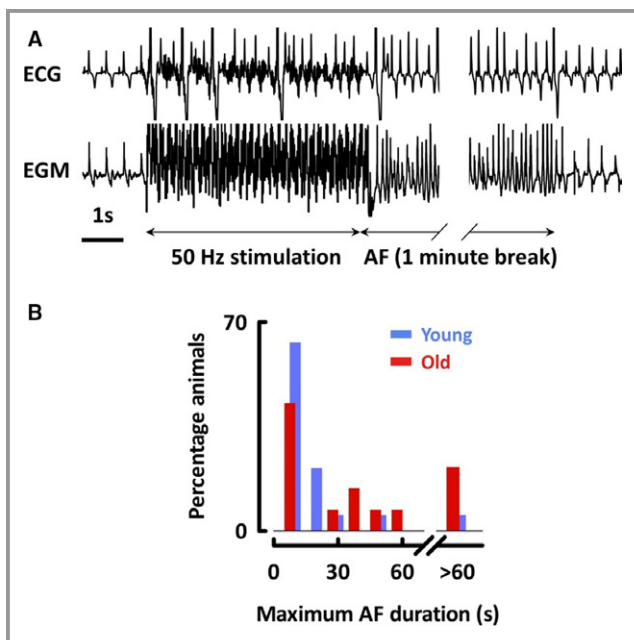 A
ECG
EGM
1s
50 Hz stimulation
AF (1 minute break)
B
70
Young
Old
Percentage animals
0
0 30 60 >60
Maximum AF duration (s)